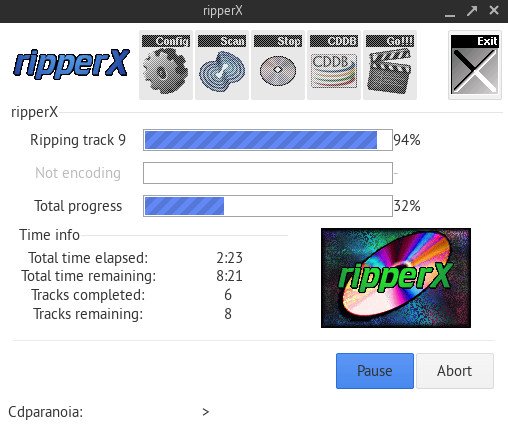 ripperX
ripperX Config Scan Stop CDDB Go!!! Exit
CDDB
ripperX
Ripping track 9 94%
Not encoding -
Total progress 32%
Time info
Total time elapsed: 2:23
Total time remaining: 8:21
Tracks completed: 6
Tracks remaining: 8
ripperX
Pause Abort
Cdparanoia: >